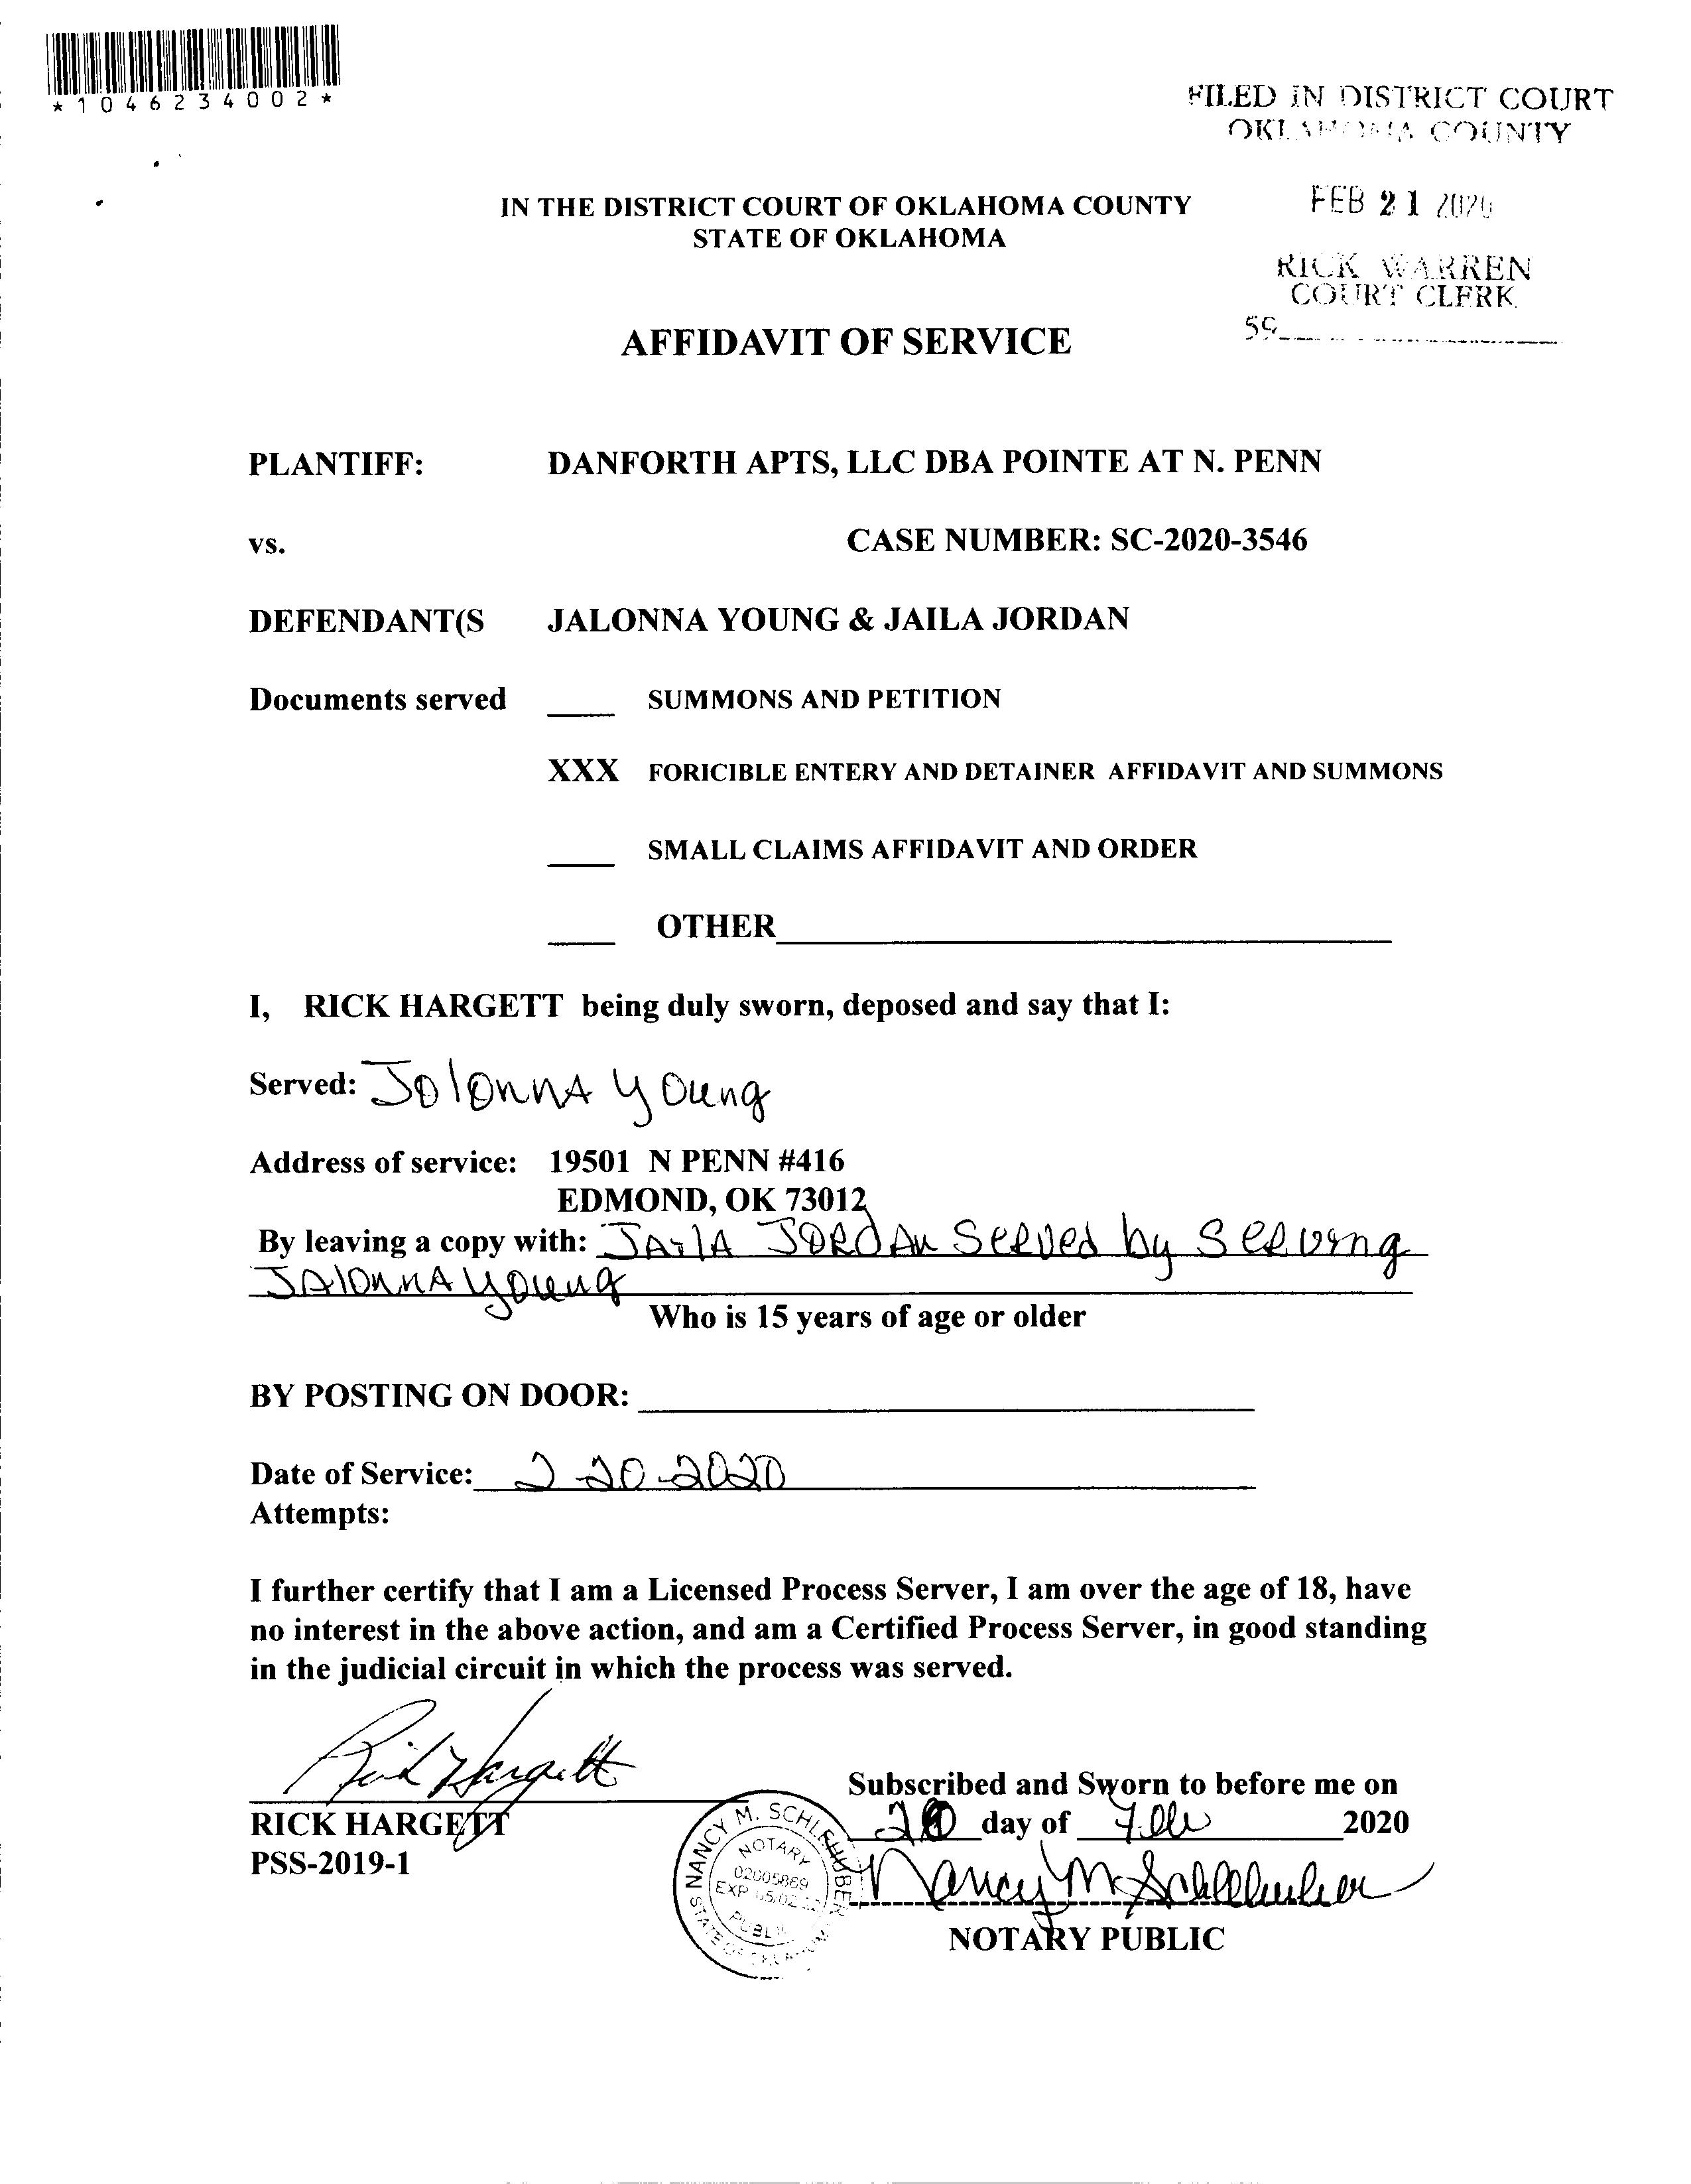 *1046234002*
FILED IN DISTRICT COURT
OKLAHOMA COUNTY
FEB 21 2020
RICK WARREN
COURT CLERK
59
IN THE DISTRICT COURT OF OKLAHOMA COUNTY
STATE OF OKLAHOMA
AFFIDAVIT OF SERVICE
PLANTIFF: DANFORTH APTS, LLC DBA POINTE AT N. PENN
vs. CASE NUMBER: SC-2020-3546
DEFENDANT(S JALONNA YOUNG & JAILA JORDAN
Documents served ____ SUMMONS AND PETITION
XXX FORICIBLE ENTERY AND DETAINER AFFIDAVIT AND SUMMONS
____ SMALL CLAIMS AFFIDAVIT AND ORDER
____ OTHER____
I, RICK HARGETT being duly sworn, deposed and say that I:
Served: Jolonna Young
Address of service: 19501 N PENN #416
EDMOND, OK 73012
By leaving a copy with: Jaila Jordan Served by Serving
Jalonna Young
Who is 15 years of age or older
BY POSTING ON DOOR: ____
Date of Service: 2-20-2020
Attempts:
I further certify that I am a Licensed Process Server, I am over the age of 18, have
no interest in the above action, and am a Certified Process Server, in good standing
in the judicial circuit in which the process was served.
Rick Hargett
RICK HARGETT
PSS-2019-1
Subscribed and Sworn to before me on
20 day of Feb 2020
Nancy M Schlehuber
NOTARY PUBLIC
NANCY M. SCHLEHUBER
NOTARY
02005869
EXP 05/02
PUBLIC
STATE OF OKLAHOMA